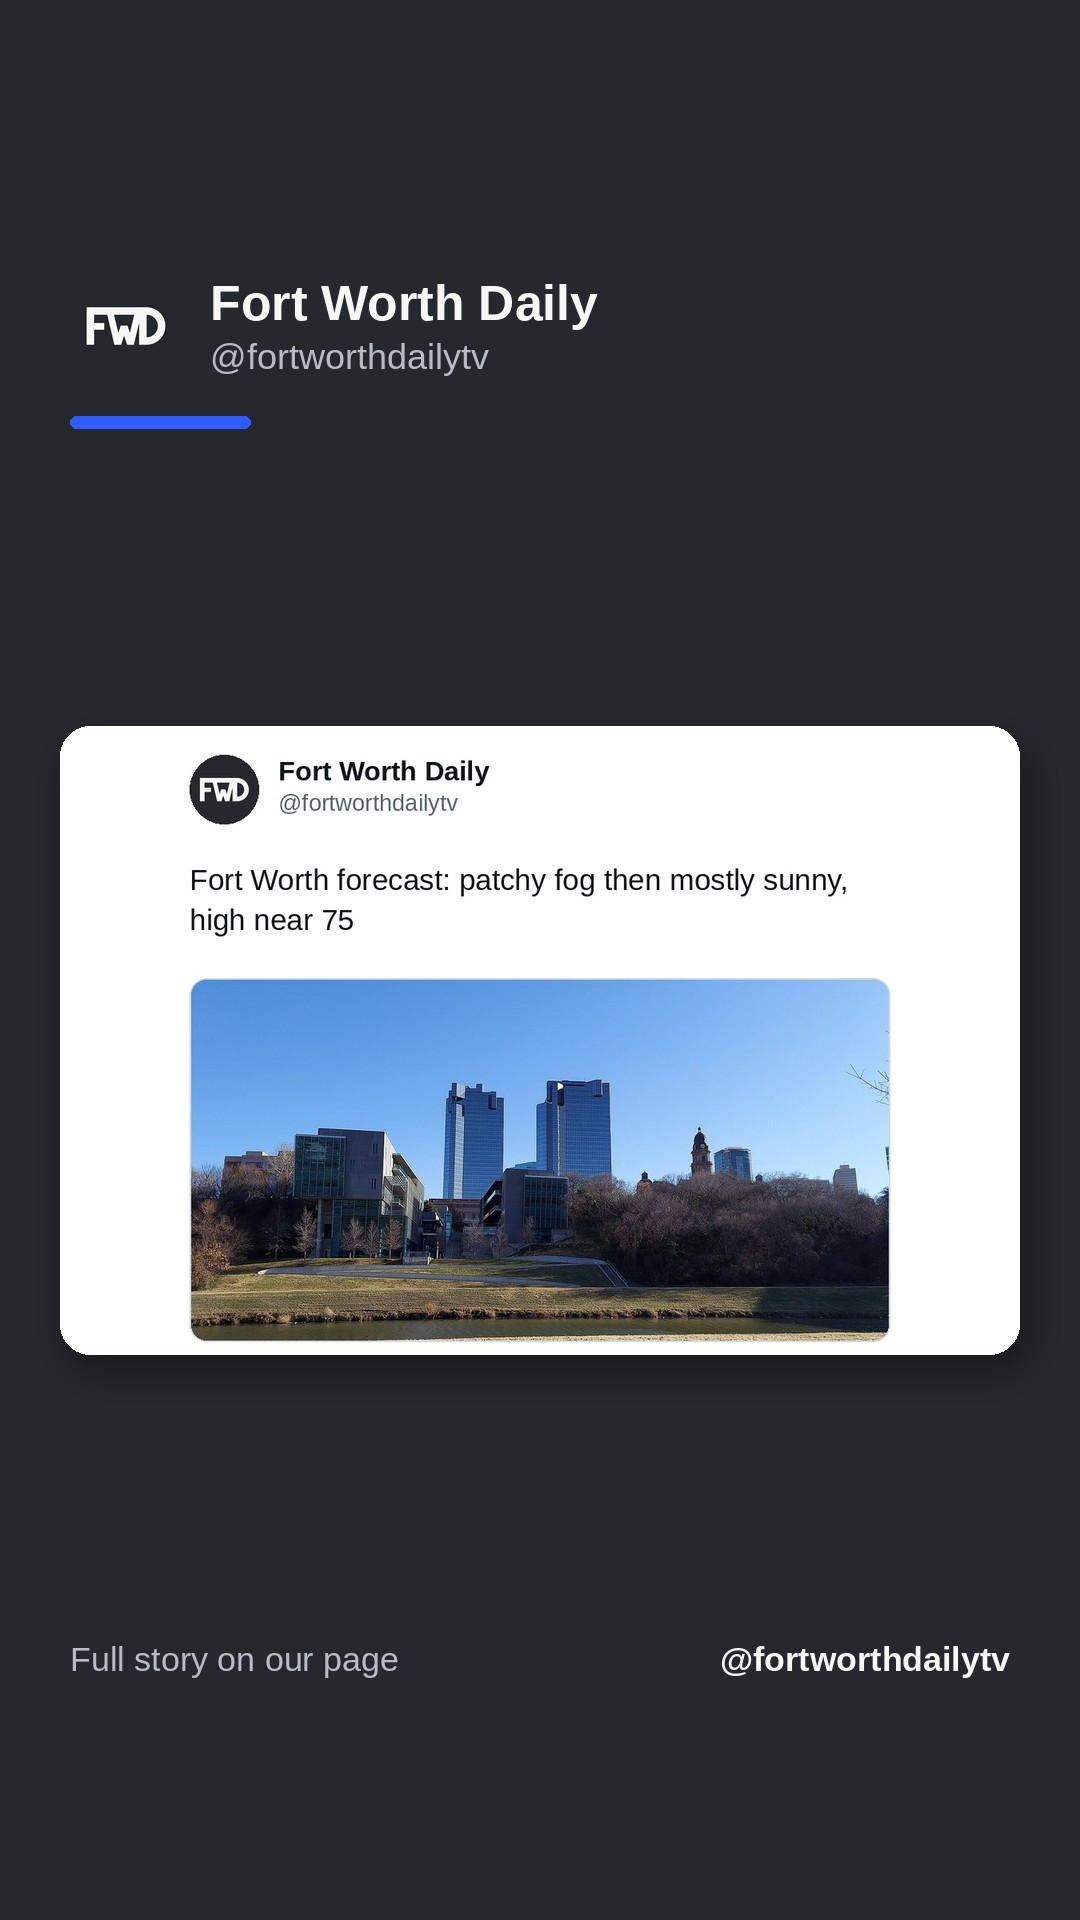 FWD
Fort Worth Daily
@fortworthdailytv
FWD
Fort Worth Daily
@fortworthdailytv
Fort Worth forecast: patchy fog then mostly sunny,
high near 75
Full story on our page
@fortworthdailytv